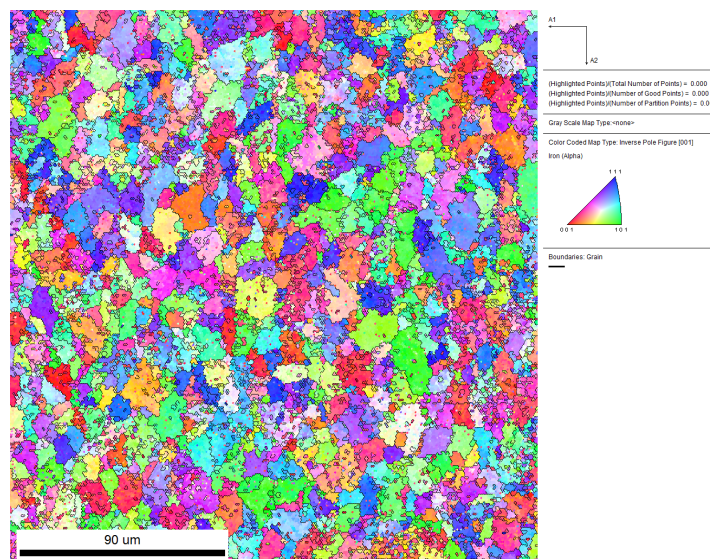 A1
A2
(Highlighted Points)/(Total Number of Points) = 0.000
(Highlighted Points)/(Number of Good Points) = 0.000
(Highlighted Points)/(Number of Partition Points) = 0.0
Gray Scale Map Type:<none>
Color Coded Map Type: Inverse Pole Figure [001]
Iron (Alpha)
1 1 1
0 0 1
1 0 1
Boundaries: Grain
90 um